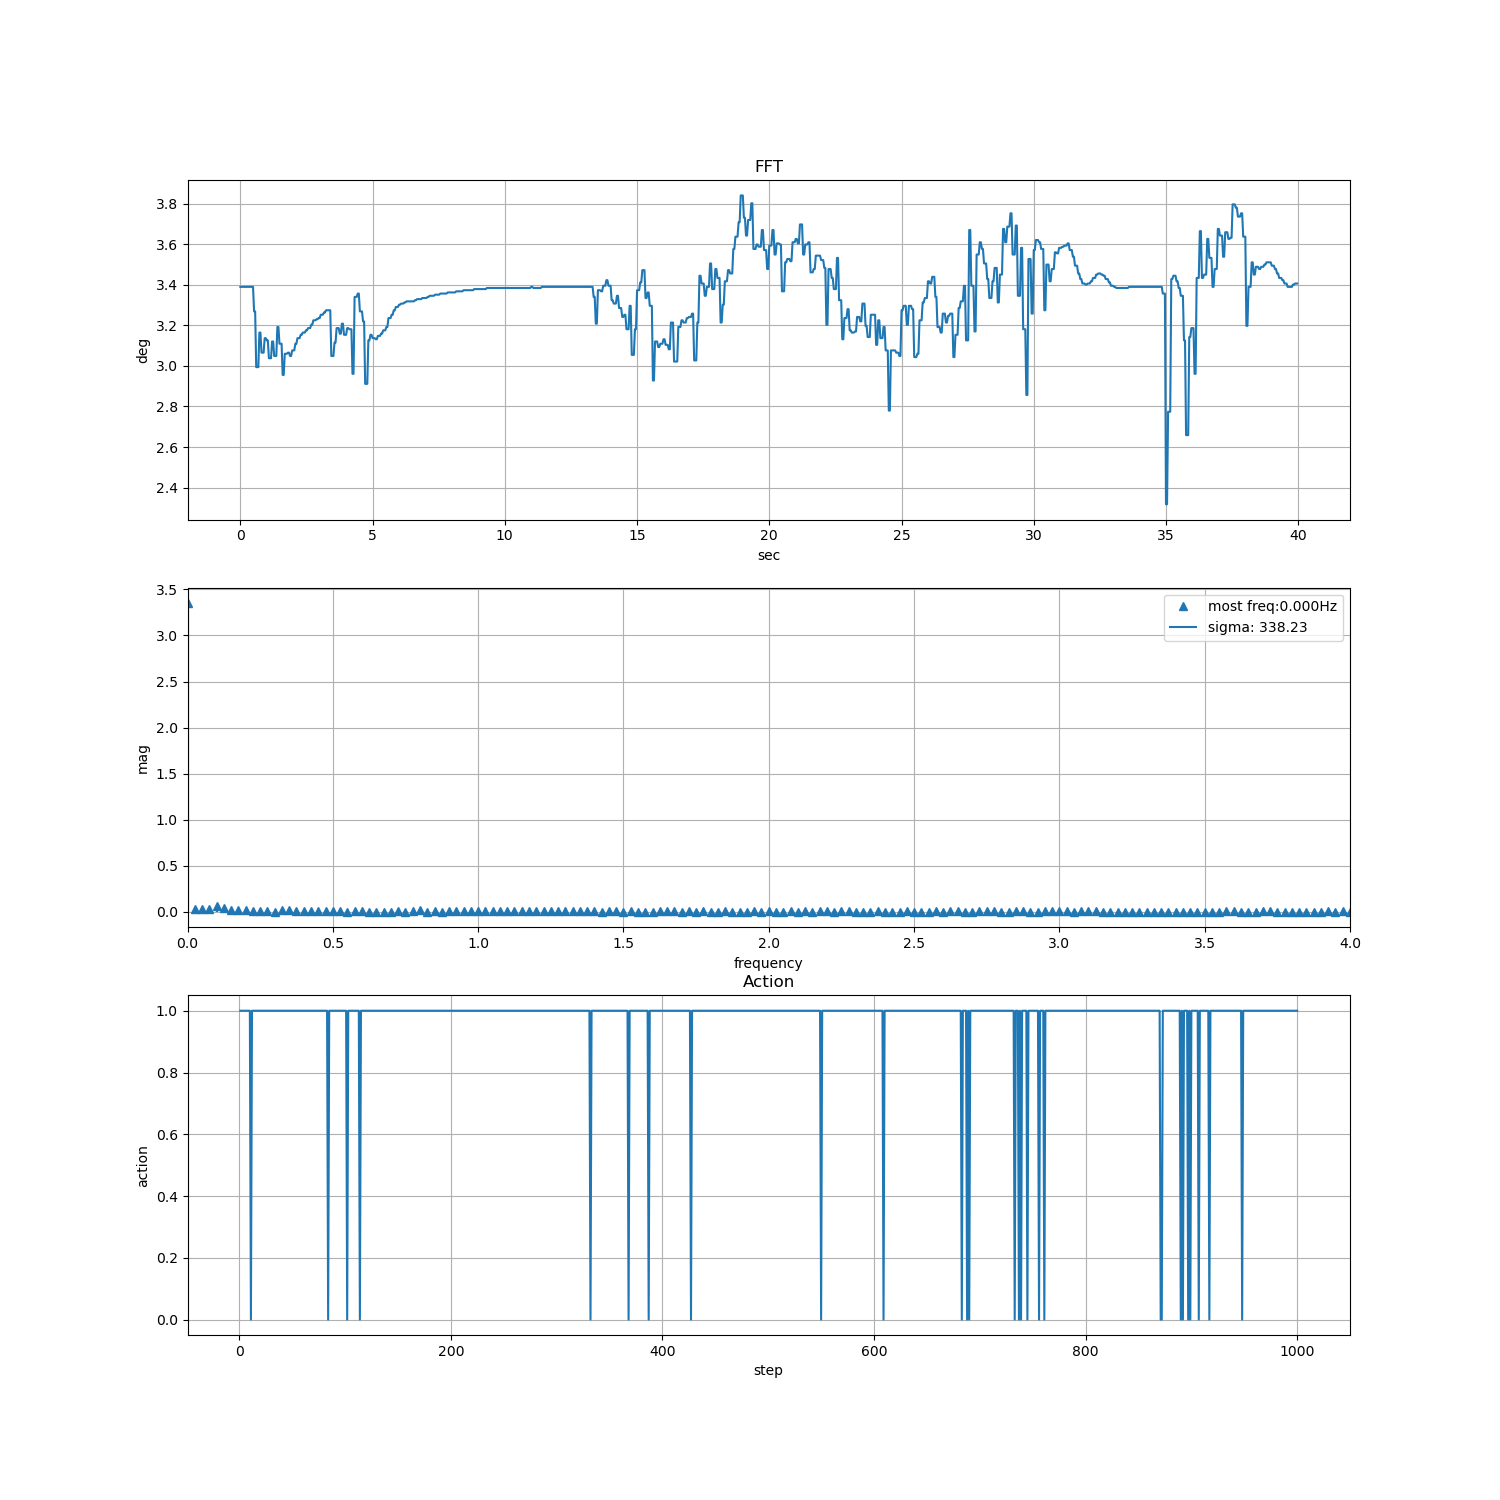 FFT
deg
3.8
3.6
3.4
3.2
3.0
2.8
2.6
2.4
0 5 10 15 20 25 30 35 40
sec
mag
3.5
3.0
2.5
2.0
1.5
1.0
0.5
0.0
most freq:0.000Hz
sigma: 338.23
0.0 0.5 1.0 1.5 2.0 2.5 3.0 3.5 4.0
frequency
Action
action
1.0
0.8
0.6
0.4
0.2
0.0
0 200 400 600 800 1000
step